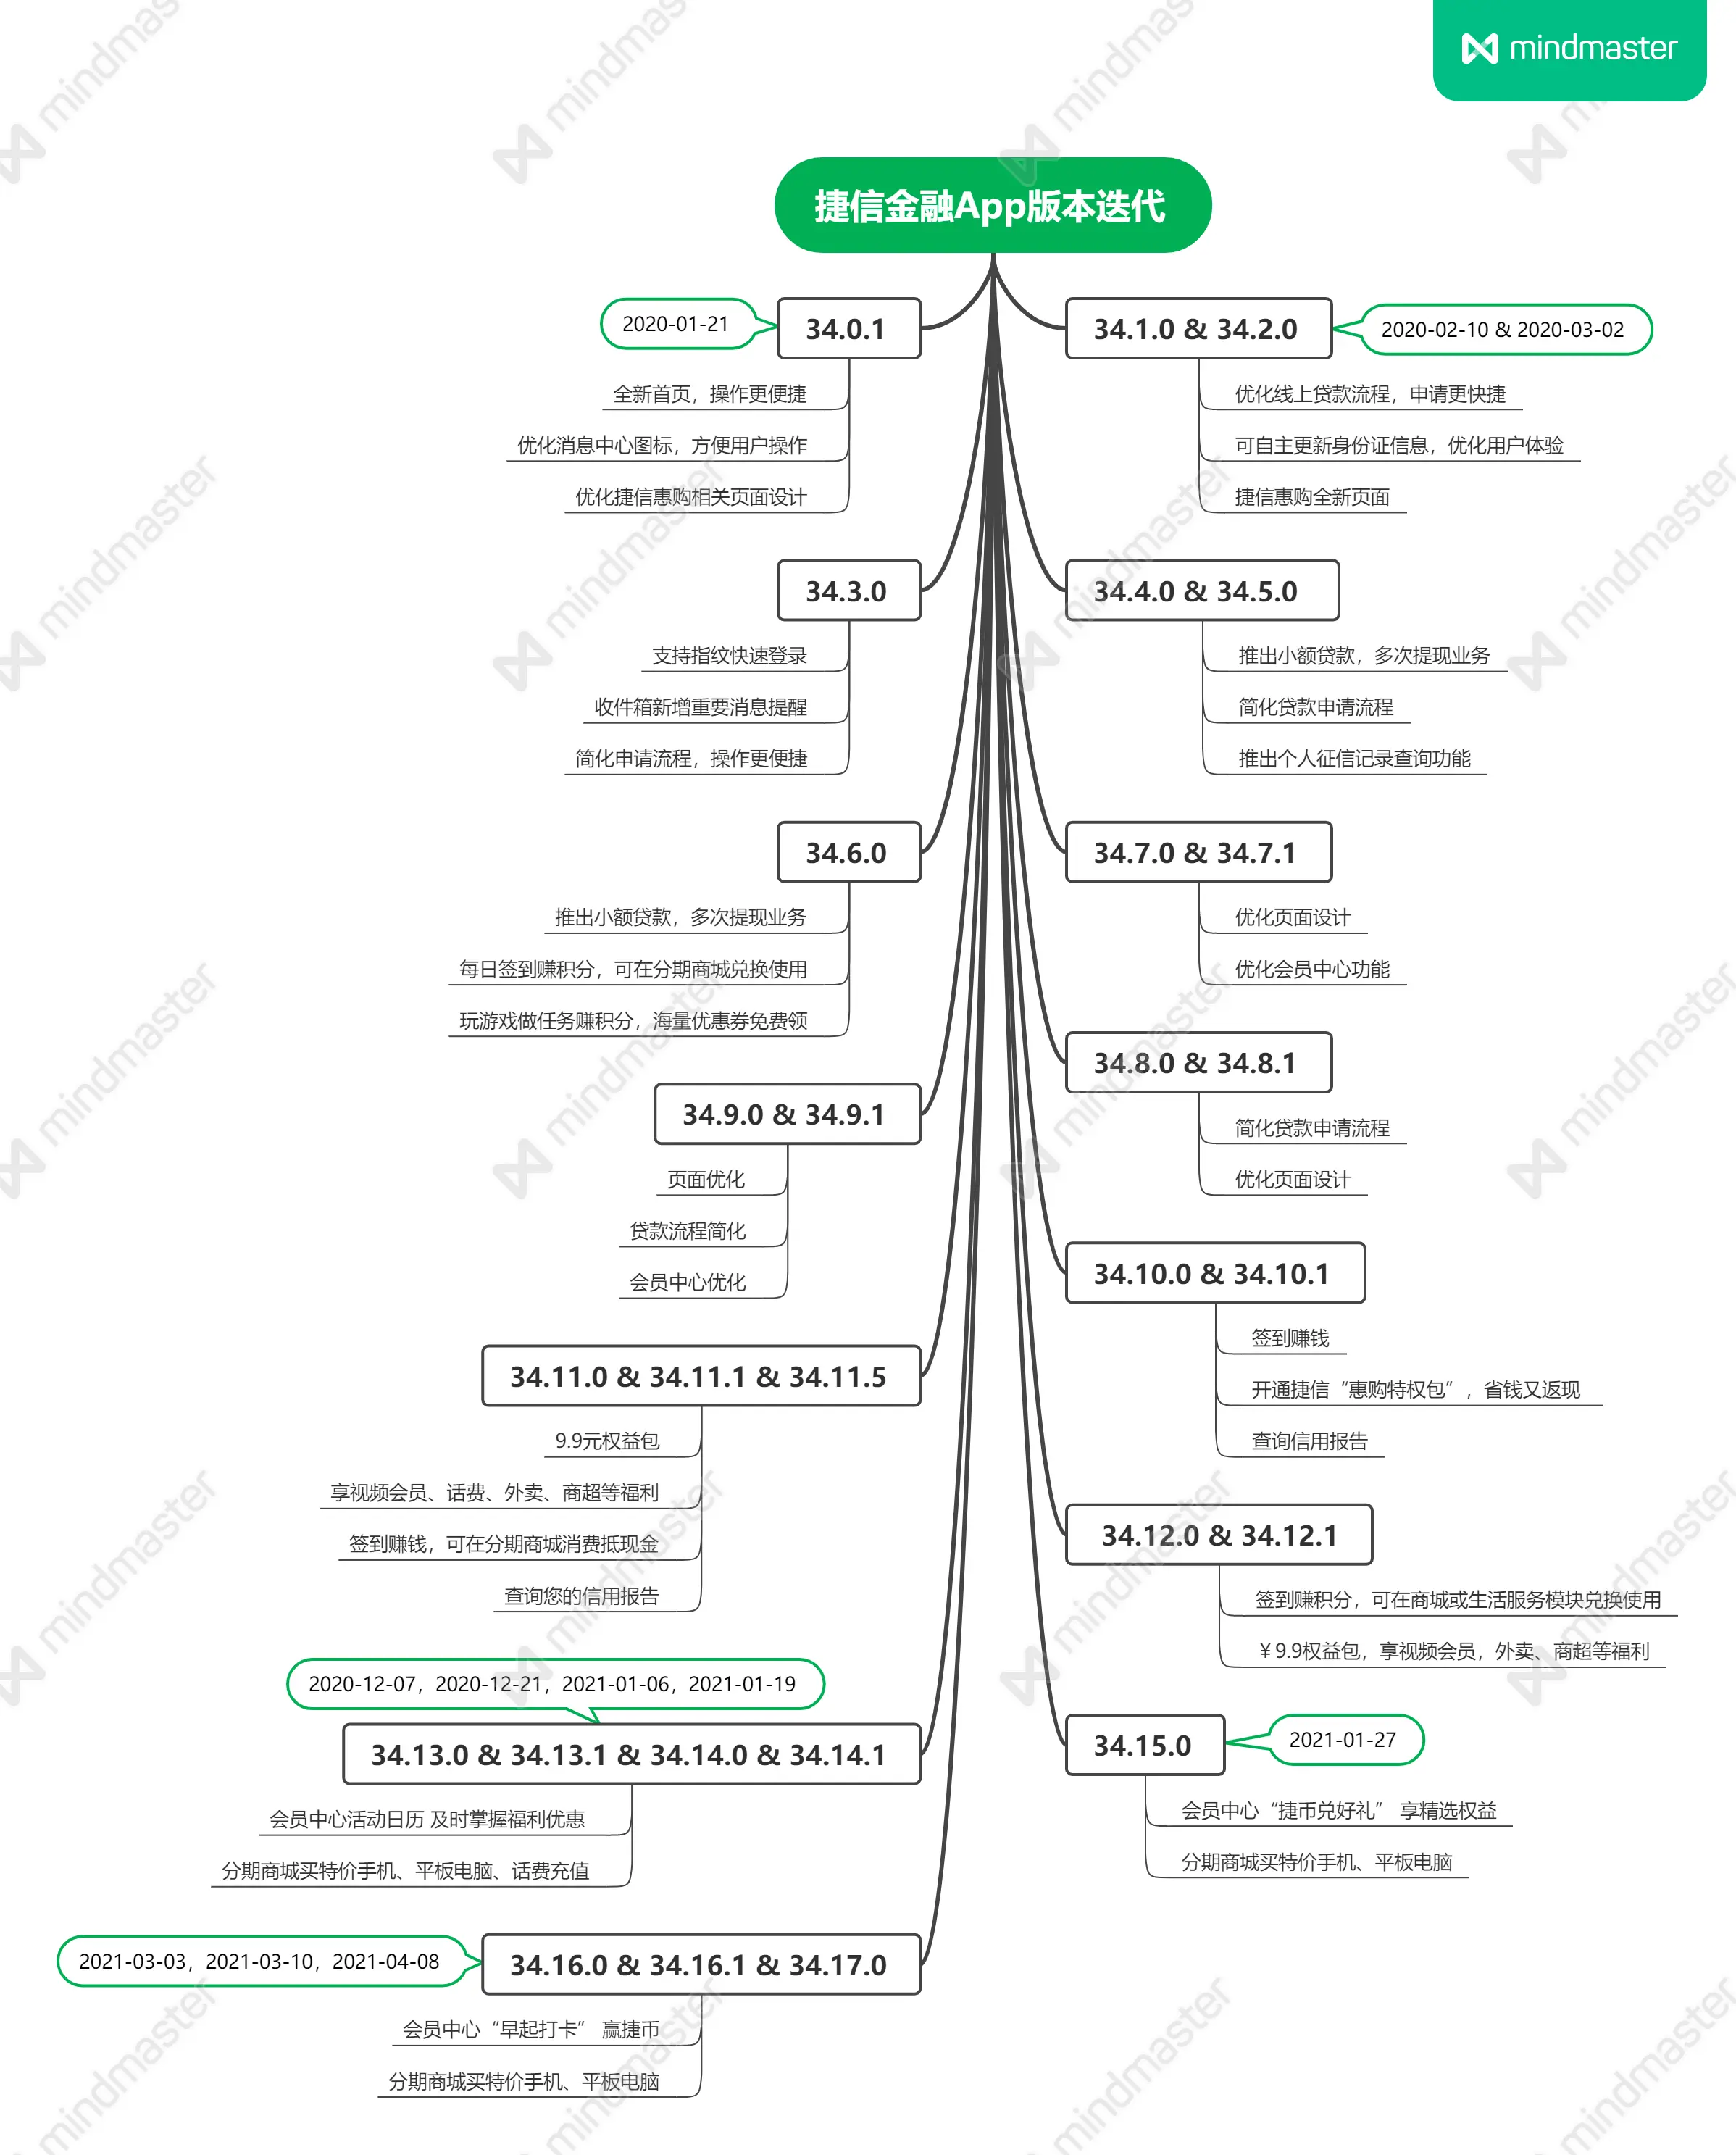 mindmaster
捷信金融App版本迭代
34.0.1
2020-01-21
全新首页，操作更便捷
优化消息中心图标，方便用户操作
优化捷信惠购相关页面设计
34.1.0 & 34.2.0
2020-02-10 & 2020-03-02
优化线上贷款流程，申请更快捷
可自主更新身份证信息，优化用户体验
捷信惠购全新页面
34.3.0
支持指纹快速登录
收件箱新增重要消息提醒
简化申请流程，操作更便捷
34.4.0 & 34.5.0
推出小额贷款，多次提现业务
简化贷款申请流程
推出个人征信记录查询功能
34.6.0
推出小额贷款，多次提现业务
每日签到赚积分，可在分期商城兑换使用
玩游戏做任务赚积分，海量优惠券免费领
34.7.0 & 34.7.1
优化页面设计
优化会员中心功能
34.8.0 & 34.8.1
简化贷款申请流程
优化页面设计
34.9.0 & 34.9.1
页面优化
贷款流程简化
会员中心优化
34.10.0 & 34.10.1
签到赚钱
开通捷信“惠购特权包”，省钱又返现
查询信用报告
34.11.0 & 34.11.1 & 34.11.5
9.9元权益包
享视频会员、话费、外卖、商超等福利
签到赚钱，可在分期商城消费抵现金
查询您的信用报告
34.12.0 & 34.12.1
签到赚积分，可在商城或生活服务模块兑换使用
￥9.9权益包，享视频会员，外卖、商超等福利
2020-12-07，2020-12-21，2021-01-06，2021-01-19
34.13.0 & 34.13.1 & 34.14.0 & 34.14.1
会员中心活动日历 及时掌握福利优惠
分期商城买特价手机、平板电脑、话费充值
34.15.0
2021-01-27
会员中心“捷币兑好礼” 享精选权益
分期商城买特价手机、平板电脑
2021-03-03，2021-03-10，2021-04-08
34.16.0 & 34.16.1 & 34.17.0
会员中心“早起打卡” 赢捷币
分期商城买特价手机、平板电脑